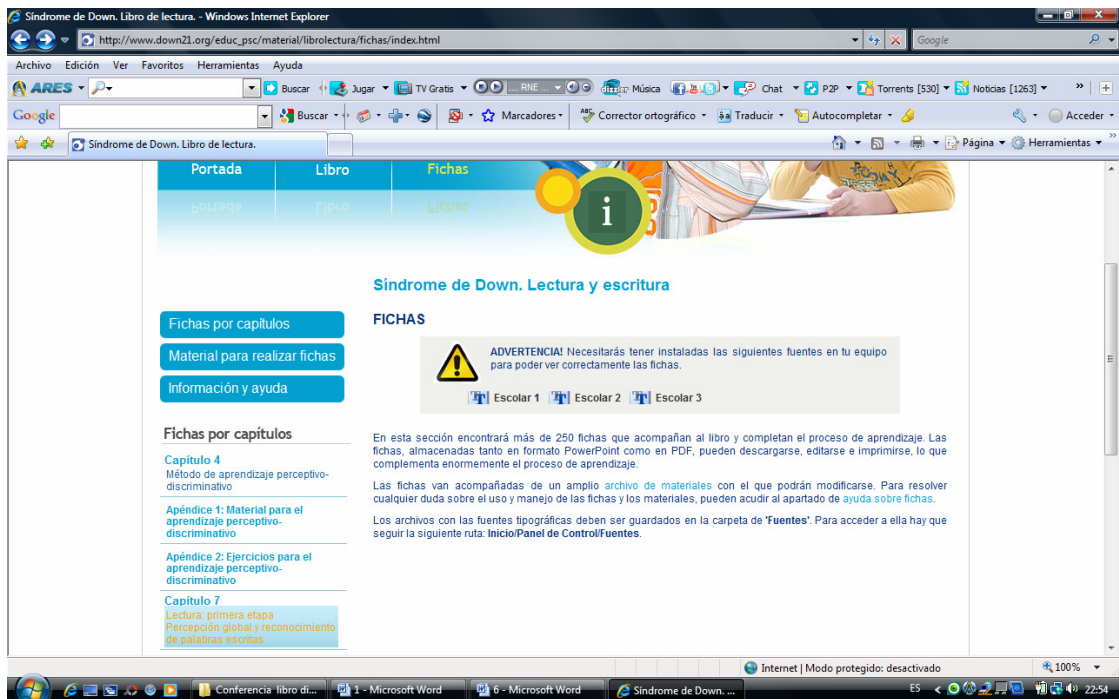 Síndrome de Down. Libro de lectura. - Windows Internet Explorer
http://www.down21.org/educ_psc/material/librolectura/fichas/index.html
Google
Archivo Edición Ver Favoritos Herramientas Ayuda
ARES Buscar Jugar TV Gratis ... RNE ... Música Chat P2P Torrents [530] Noticias [1263] »
Google Buscar Marcadores Corrector ortográfico Traducir Autocompletar Acceder
Síndrome de Down. Libro de lectura. Página Herramientas »
Portada Libro Fichas
i
Síndrome de Down. Lectura y escritura
FICHAS
Fichas por capítulos
Material para realizar fichas
Información y ayuda
ADVERTENCIA! Necesitarás tener instaladas las siguientes fuentes en tu equipo
para poder ver correctamente las fichas.
Escolar 1 Escolar 2 Escolar 3
Fichas por capítulos
Capítulo 4
Método de aprendizaje perceptivo-
discriminativo
Apéndice 1: Material para el
aprendizaje perceptivo-
discriminativo
Apéndice 2: Ejercicios para el
aprendizaje perceptivo-
discriminativo
Capítulo 7
Lectura: primera etapa
Percepción global y reconocimiento
de palabras escritas
En esta sección encontrará más de 250 fichas que acompañan al libro y completan el proceso de aprendizaje. Las
fichas, almacenadas tanto en formato PowerPoint como en PDF, pueden descargarse, editarse e imprimirse, lo que
complementa enormemente el proceso de aprendizaje.
Las fichas van acompañadas de un amplio archivo de materiales con el que podrán modificarse. Para resolver
cualquier duda sobre el uso y manejo de las fichas y los materiales, pueden acudir al apartado de ayuda sobre fichas.
Los archivos con las fuentes tipográficas deben ser guardados en la carpeta de 'Fuentes'. Para acceder a ella hay que
seguir la siguiente ruta: Inicio/Panel de Control/Fuentes.
Internet | Modo protegido: desactivado 100%
Conferencia libro di... 1 - Microsoft Word 6 - Microsoft Word Síndrome de Down. ... ES 22:54